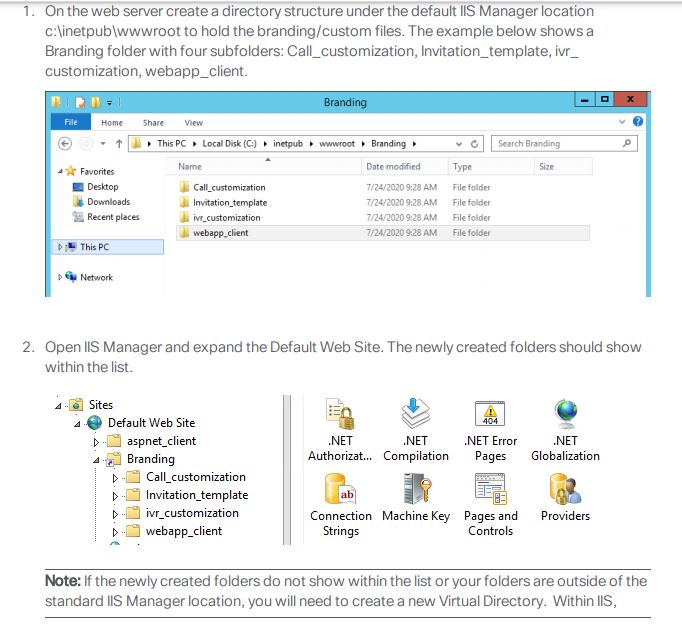 1. On the web server create a directory structure under the default IIS Manager location
c:\inetpub\wwwroot to hold the branding/custom files. The example below shows a
Branding folder with four subfolders: Call_customization, Invitation_template, ivr_
customization, webapp_client.
Branding
File Home Share View
This PC Local Disk (C:) inetpub wwwroot Branding Search Branding
Favorites
Desktop
Downloads
Recent places
This PC
Network
Name Date modified Type Size
Call_customization 7/24/2020 9:28 AM File folder
Invitation_template 7/24/2020 9:28 AM File folder
ivr_customization 7/24/2020 9:28 AM File folder
webapp_client 7/24/2020 9:28 AM File folder
2. Open IIS Manager and expand the Default Web Site. The newly created folders should show
within the list.
Sites
Default Web Site
aspnet_client
Branding
Call_customization
Invitation_template
ivr_customization
webapp_client
.NET Authorizat...
.NET Compilation
404
.NET Error Pages
.NET Globalization
ab
Connection Strings
Machine Key
Pages and Controls
Providers
Note: If the newly created folders do not show within the list or your folders are outside of the
standard IIS Manager location, you will need to create a new Virtual Directory. Within IIS,